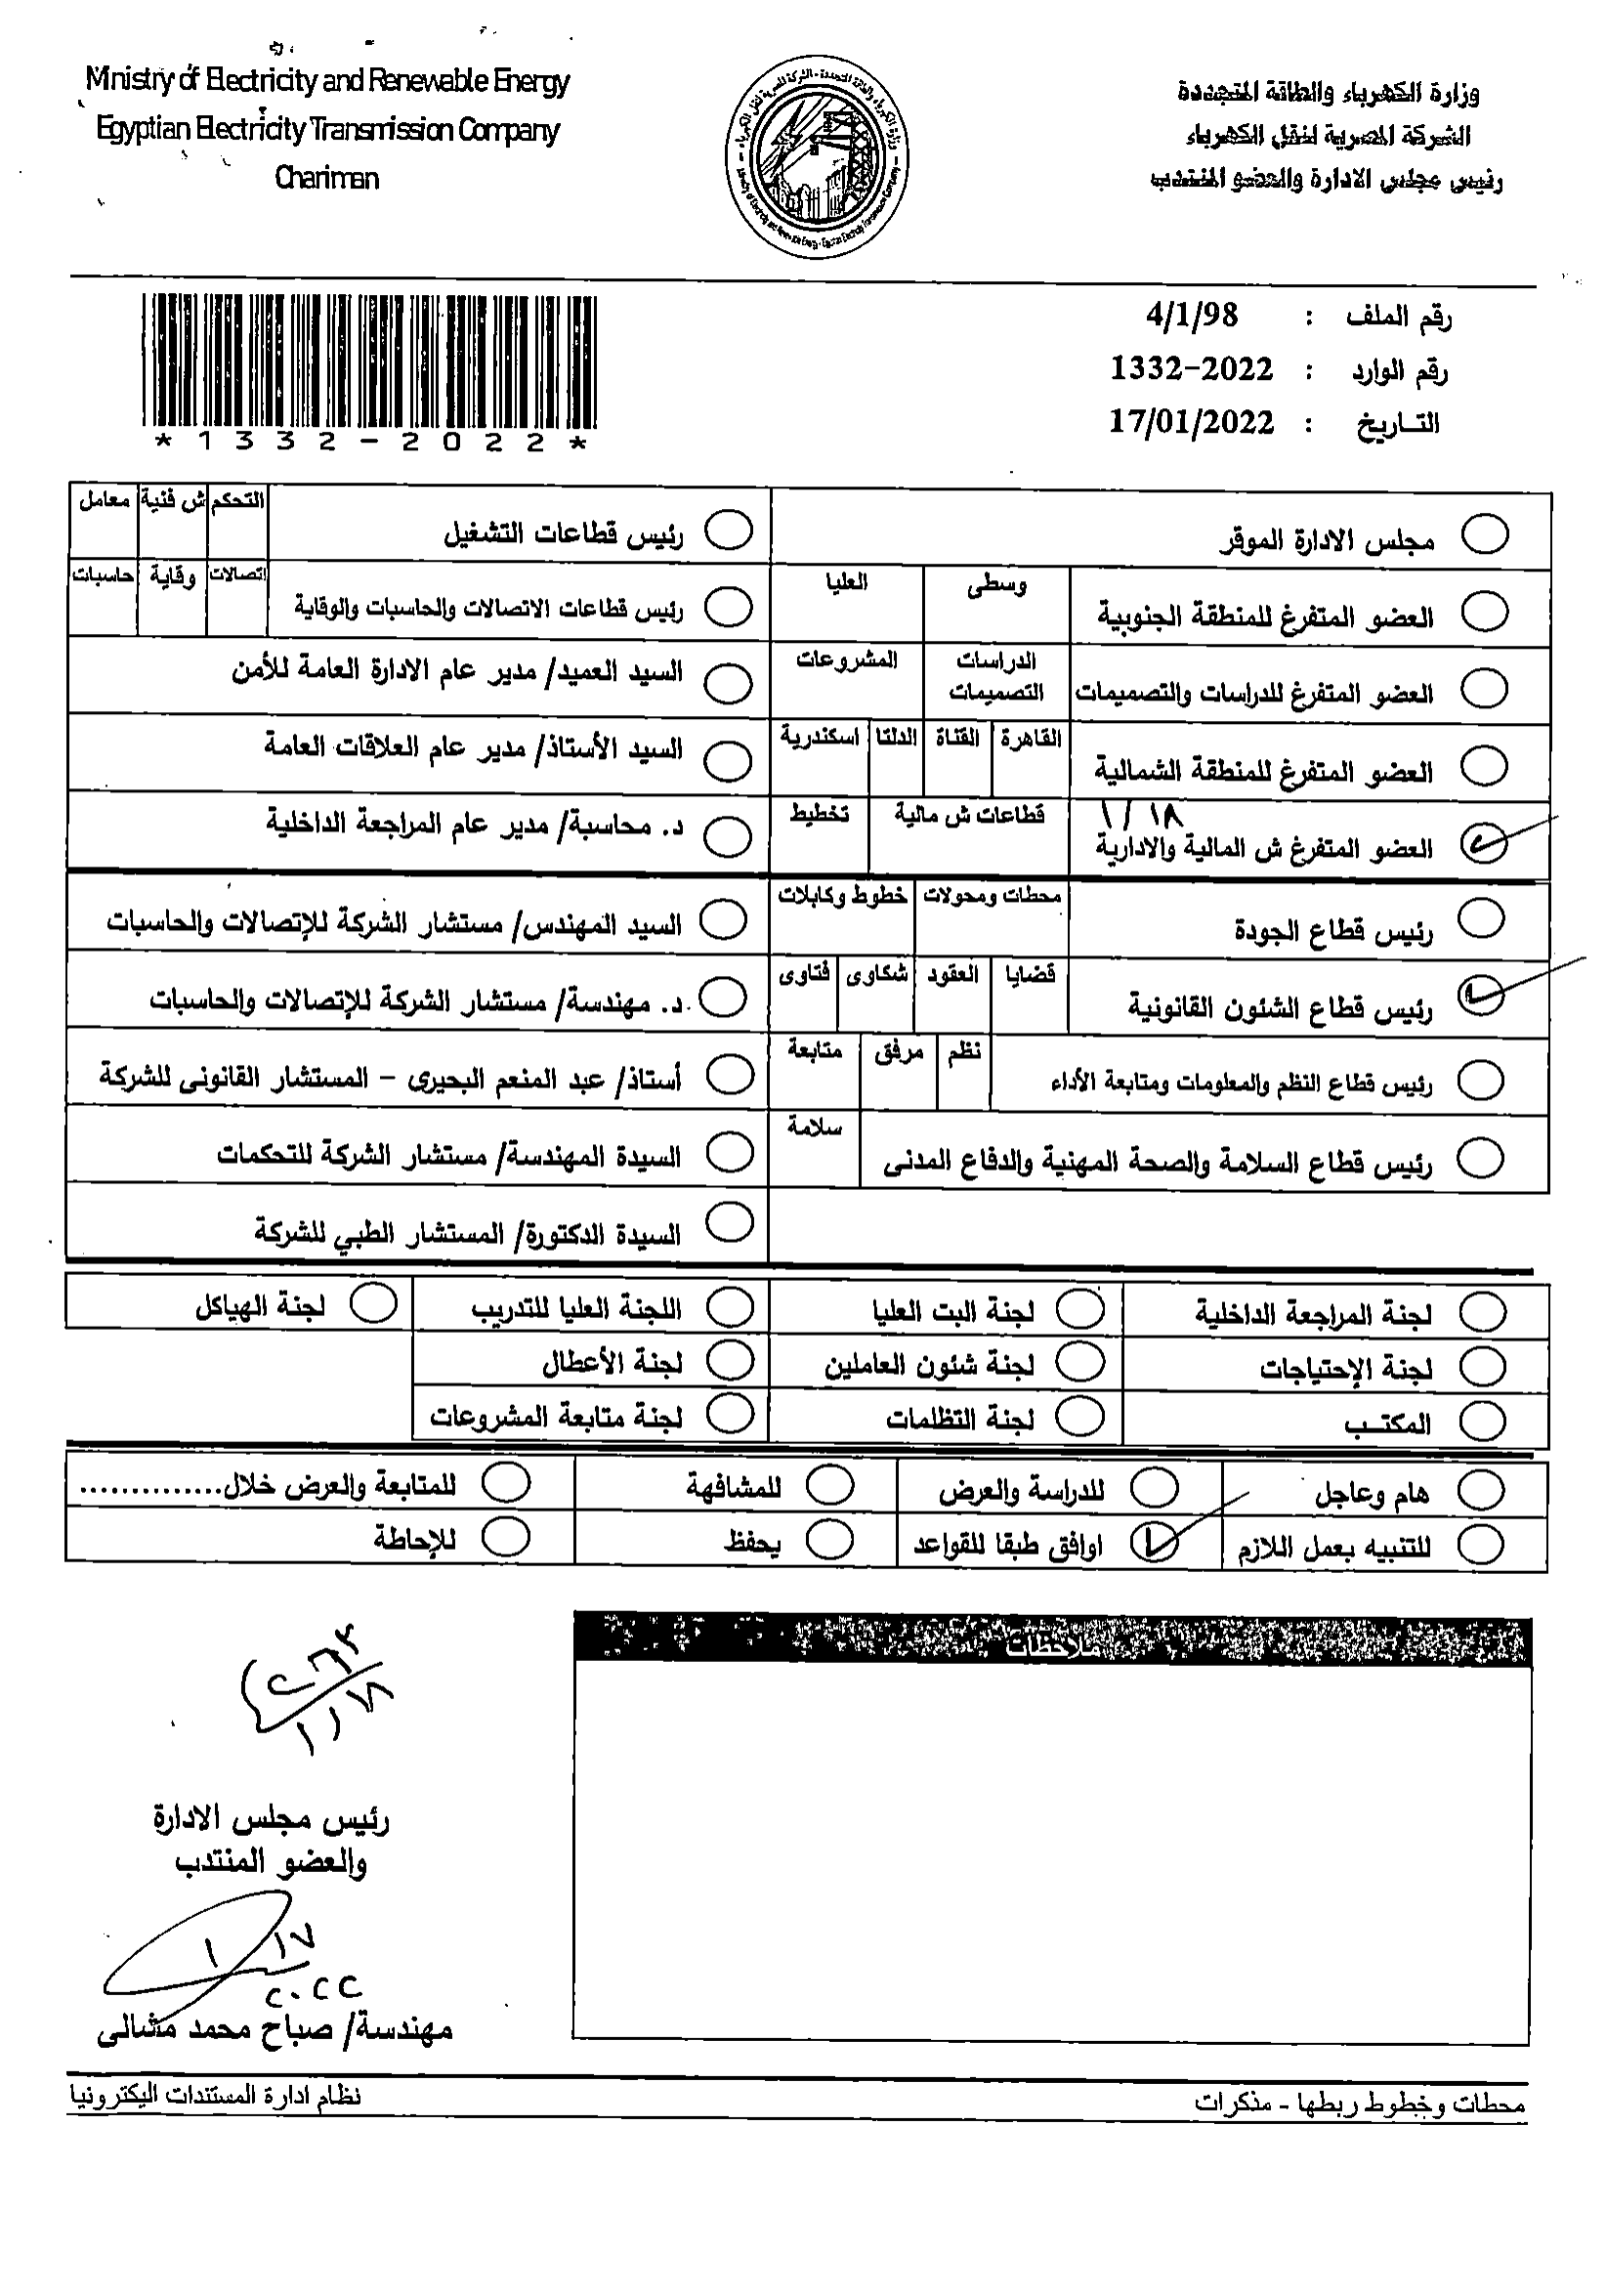 Ministry of Electricity and Renewable Energy
Egyptian Electricity Transmission Company
Chariman
وزارة الكهرباء والطاقة المتجددة
الشركة المصرية لنقل الكهرباء
رئيس مجلس الادارة والعضو المنتدب
رقم الملف : 4/1/98
رقم الوارد : 1332-2022
التاريخ : 17/01/2022
*1332-2022*
مجلس الادارة الموقر
رئيس قطاعات التشغيل
التحكم ش فنية معامل
العضو المتفرغ للمنطقة الجنوبية
وسطى العليا
رئيس قطاعات الاتصالات والحاسبات والوقاية
اتصالات وقاية حاسبات
العضو المتفرغ للدراسات والتصميمات
الدراسات التصميمات المشروعات
السيد العميد/ مدير عام الادارة العامة للأمن
العضو المتفرغ للمنطقة الشمالية
القاهرة القناة الدلتا اسكندرية
السيد الأستاذ/ مدير عام العلاقات العامة
١/١٨
العضو المتفرغ ش المالية والادارية
قطاعات ش مالية تخطيط
د. محاسبة/ مدير عام المراجعة الداخلية
رئيس قطاع الجودة
محطات ومحولات خطوط وكابلات
السيد المهندس/ مستشار الشركة للإتصالات والحاسبات
رئيس قطاع الشئون القانونية
قضايا العقود شكاوى فتاوى
د. مهندسة/ مستشار الشركة للإتصالات والحاسبات
رئيس قطاع النظم والمعلومات ومتابعة الأداء
نظم مرفق متابعة
أستاذ/ عبد المنعم البحيرى - المستشار القانونى للشركة
رئيس قطاع السلامة والصحة المهنية والدفاع المدنى
سلامة
السيدة المهندسة/ مستشار الشركة للتحكمات
السيدة الدكتورة/ المستشار الطبي للشركة
لجنة المراجعة الداخلية لجنة البت العليا اللجنة العليا للتدريب لجنة الهياكل
لجنة الإحتياجات لجنة شئون العاملين لجنة الأعطال
المكتب لجنة التظلمات لجنة متابعة المشروعات
هام وعاجل للدراسة والعرض للمشافهة للمتابعة والعرض خلال..............
للتنبيه بعمل اللازم اوافق طبقا للقواعد يحفظ للإحاطة
ملاحظات
١/١٨
رئيس مجلس الادارة
والعضو المنتدب
١/١٧
٢٠٢٢
مهندسة/ صباح محمد مشالى
محطات وخطوط ربطها - مذكرات
نظام ادارة المستندات اليكترونيا